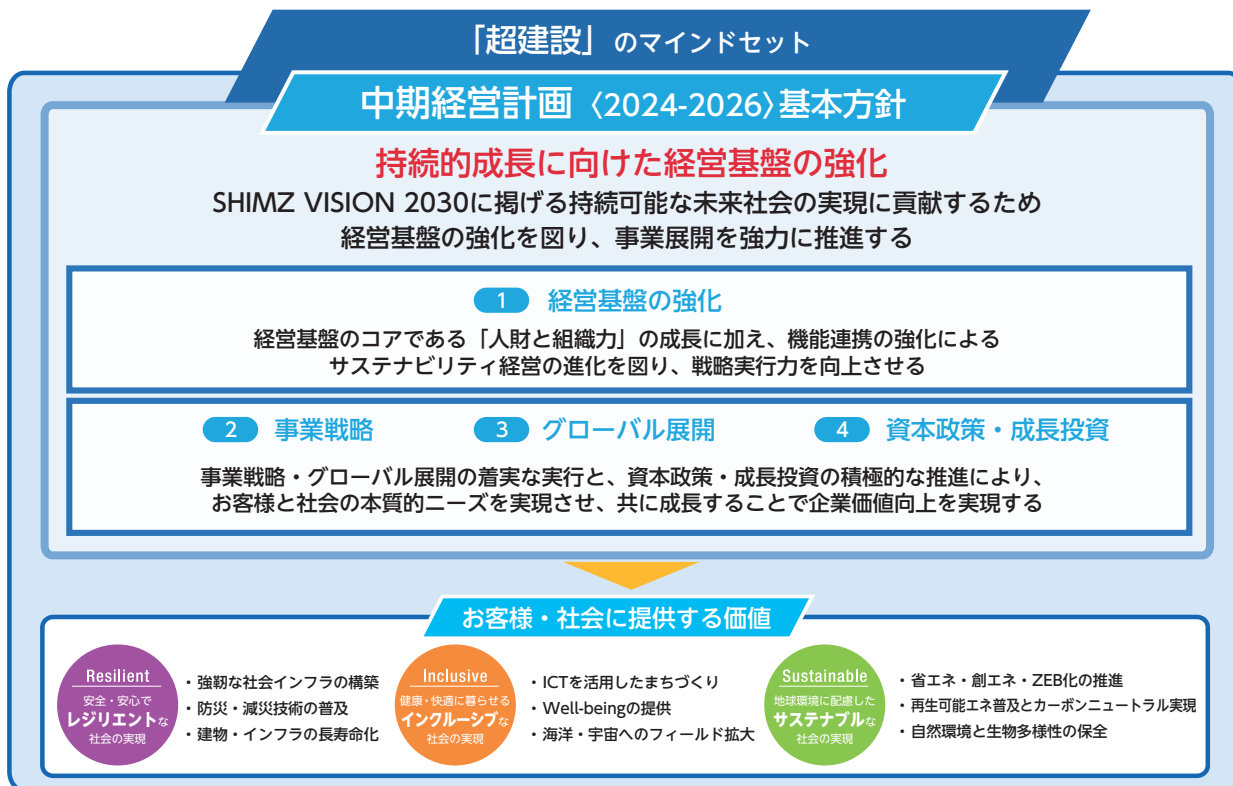 「超建設」のマインドセット
中期経営計画〈2024-2026〉基本方針
持続的成長に向けた経営基盤の強化
SHIMZ VISION 2030に掲げる持続可能な未来社会の実現に貢献するため
経営基盤の強化を図り、事業展開を強力に推進する
1 経営基盤の強化
経営基盤のコアである「人財と組織力」の成長に加え、機能連携の強化による
サステナビリティ経営の進化を図り、戦略実行力を向上させる
2 事業戦略
3 グローバル展開
4 資本政策・成長投資
事業戦略・グローバル展開の着実な実行と、資本政策・成長投資の積極的な推進により、
お客様と社会の本質的ニーズを実現させ、共に成長することで企業価値向上を実現する
お客様・社会に提供する価値
Resilient
安全・安心で
レジリエントな
社会の実現
・強靭な社会インフラの構築
・防災・減災技術の普及
・建物・インフラの長寿命化
Inclusive
健康・快適に暮らせる
インクルーシブな
社会の実現
・ICTを活用したまちづくり
・Well-beingの提供
・海洋・宇宙へのフィールド拡大
Sustainable
地球環境に配慮した
サステナブルな
社会の実現
・省エネ・創エネ・ZEB化の推進
・再生可能エネ普及とカーボンニュートラル実現
・自然環境と生物多様性の保全